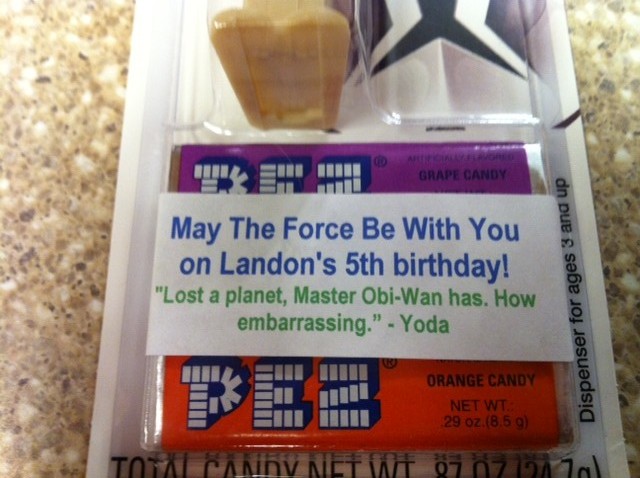 PEZ® ARTIFICIALLY FLAVORED
GRAPE CANDY
May The Force Be With You
on Landon's 5th birthday!
"Lost a planet, Master Obi-Wan has. How
embarrassing.” - Yoda
PEZ®
ORANGE CANDY
NET WT.:
.29 oz.(8.5 g)
Dispenser for ages 3 and up
TOTAL CANDY NET WT. .87 OZ (24.7g)